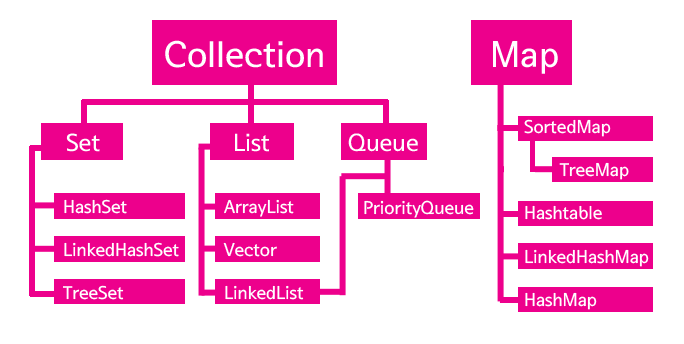 Collection
Map
Set
List
Queue
SortedMap
TreeMap
HashSet
ArrayList
PriorityQueue
Hashtable
LinkedHashSet
Vector
LinkedHashMap
TreeSet
LinkedList
HashMap